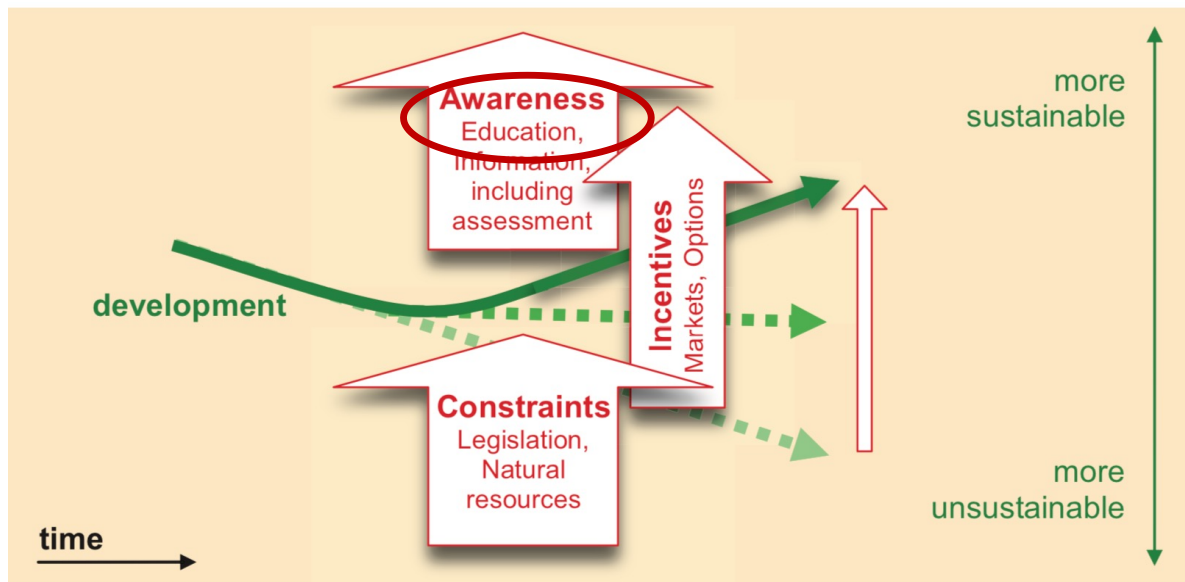 Awareness
Education,
Information,
including
assessment
more
sustainable
development
Incentives
Markets, Options
Constraints
Legislation,
Natural
resources
more
unsustainable
time